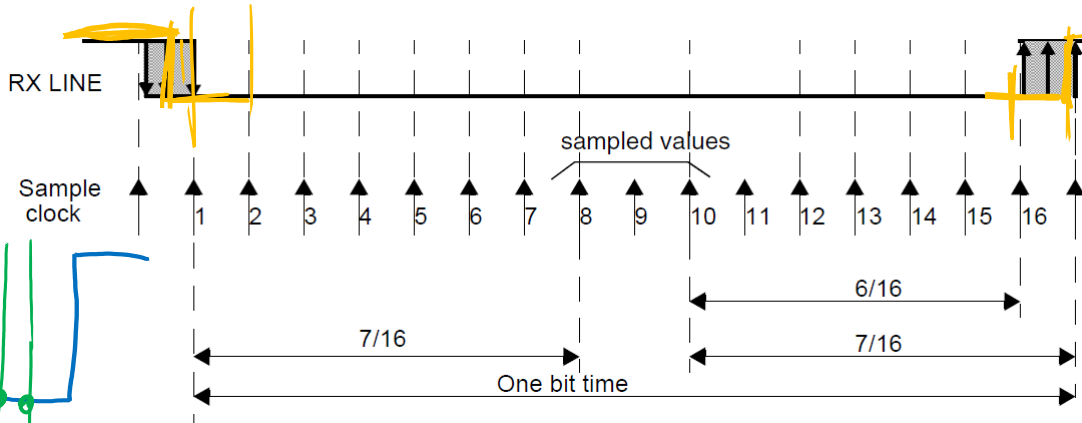 RX LINE
sampled values
Sample
clock
1 2 3 4 5 6 7 8 9 10 11 12 13 14 15 16
6/16
7/16 7/16
One bit time